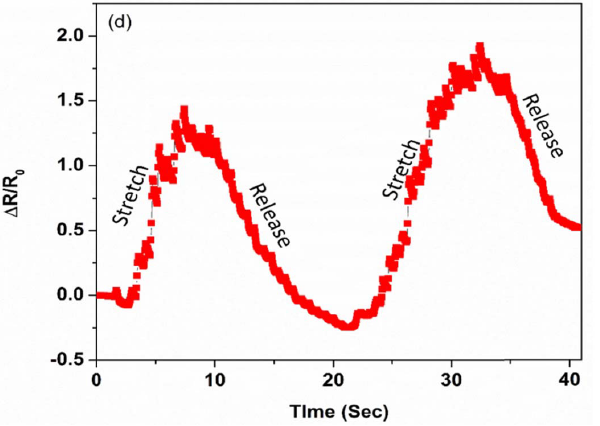 (d)
2.0
1.5
1.0
0.5
0.0
-0.5
ΔR/R0
Stretch
Release
Stretch
Release
0 10 20 30 40
TIme (Sec)